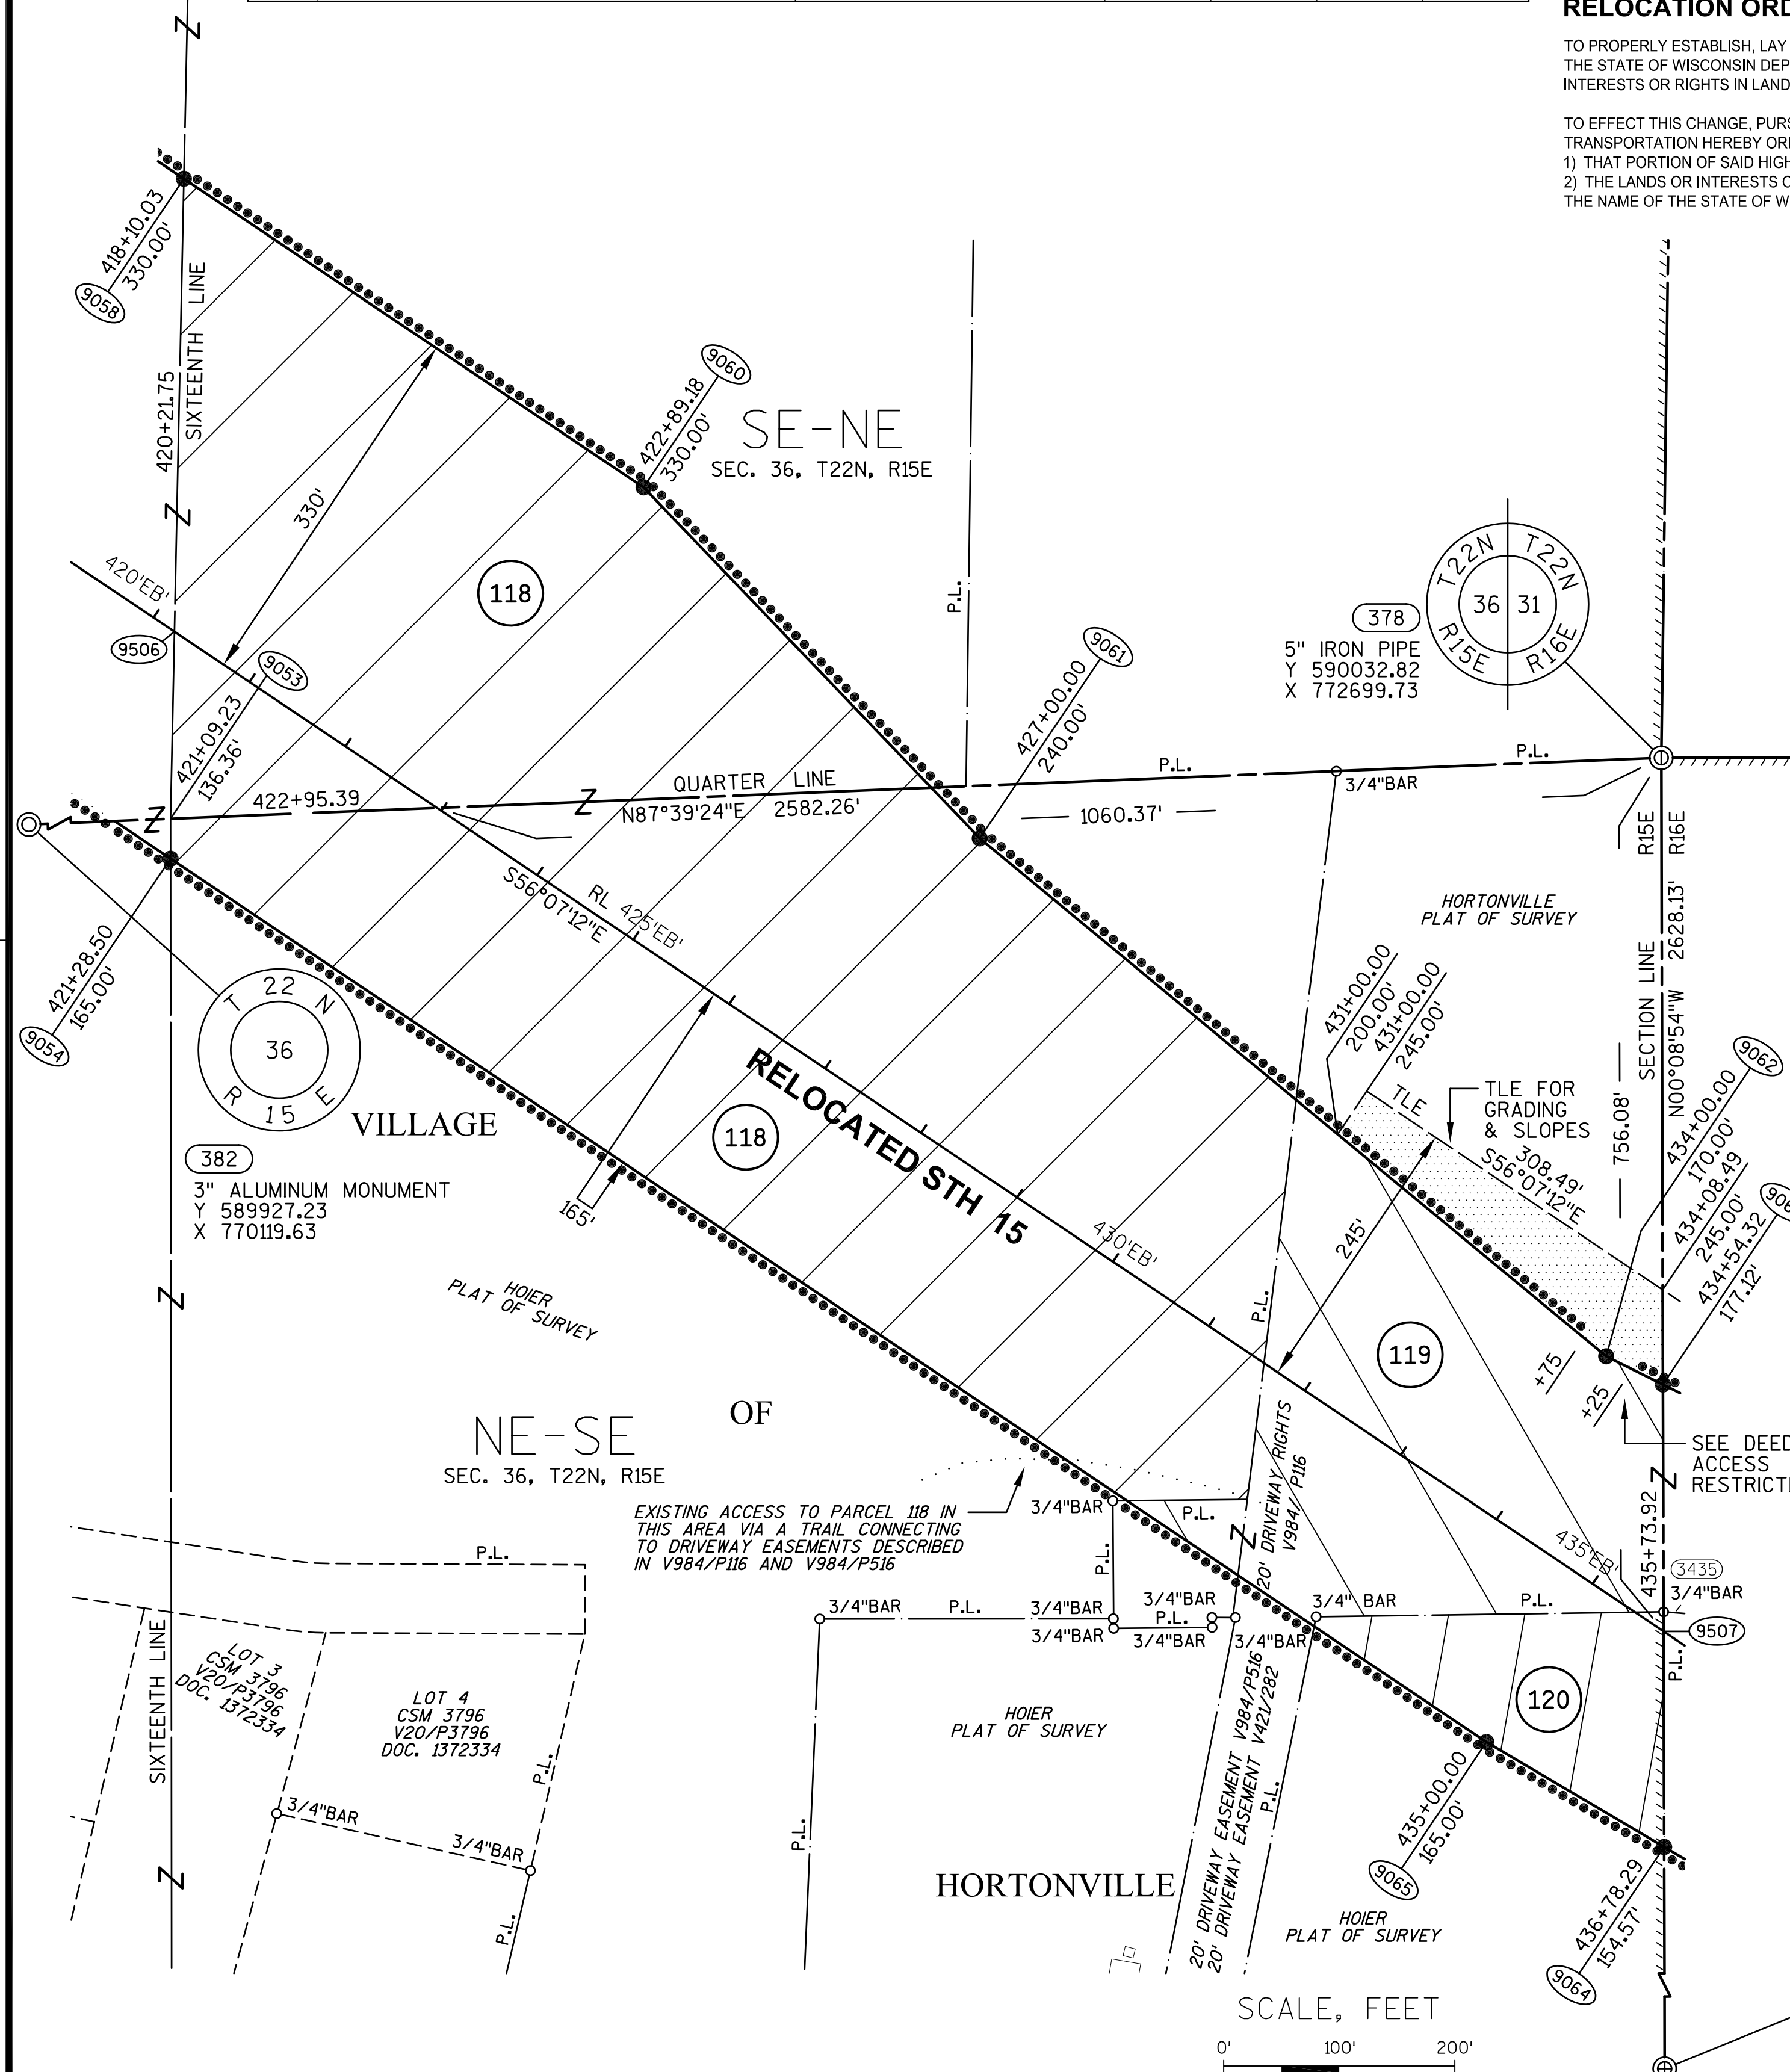 RELOCATION ORD
TO PROPERLY ESTABLISH, LAY
THE STATE OF WISCONSIN DEP
INTERESTS OR RIGHTS IN LAND
TO EFFECT THIS CHANGE, PURS
TRANSPORTATION HEREBY ORD
1) THAT PORTION OF SAID HIGH
2) THE LANDS OR INTERESTS O
THE NAME OF THE STATE OF W
Z
418+10.03
330.00'
9058
420+21.75
SIXTEENTH LINE
Z
330'
9060
422+89.18
330.00'
SE-NE
SEC. 36, T22N, R15E
118
P.L.
420'EB'
9506
9053
421+09.23
136.36'
9061
427+00.00
240.00'
T22N T22N
36 31
R15E R16E
378
5" IRON PIPE
Y 590032.82
X 772699.73
Z
422+95.39
Z
QUARTER LINE
N87°39'24"E 2582.26'
1060.37'
P.L.
P.L.
3/4"BAR
R15E
R16E
RL 425'EB'
S56°07'12"E
HORTONVILLE
PLAT OF SURVEY
SECTION LINE
N00°08'54"W 2628.13'
756.08'
421+28.50
165.00'
9054
T 22 N
36
R 15 E
382
3" ALUMINUM MONUMENT
Y 589927.23
X 770119.63
VILLAGE
118
165'
RELOCATED STH 15
431+00.00
200.00'
431+00.00
245.00'
TLE
TLE FOR
GRADING
& SLOPES
308.49'
S56°07'12"E
9062
434+00.00
170.00'
434+08.49
245.00'
434+54.32
177.12'
430'EB'
245'
P.L.
Z
HOIER
PLAT OF SURVEY
119
+75
+25
SEE DEED
ACCESS
RESTRICTI
OF
NE-SE
SEC. 36, T22N, R15E
EXISTING ACCESS TO PARCEL 118 IN
THIS AREA VIA A TRAIL CONNECTING
TO DRIVEWAY EASEMENTS DESCRIBED
IN V984/P116 AND V984/P516
3/4"BAR
P.L.
P.L.
Z
20' DRIVEWAY RIGHTS
V984/ P116
435'EB'
Z
435+73.92
3435
3/4"BAR
9507
P.L.
P.L.
3/4"BAR
P.L.
3/4"BAR
3/4"BAR
3/4"BAR
P.L.
3/4"BAR
3/4"BAR
3/4" BAR
P.L.
SIXTEENTH LINE
LOT 3
CSM 3796
V20/P3796
DOC. 1372334
LOT 4
CSM 3796
V20/P3796
DOC. 1372334
P.L.
3/4"BAR
3/4"BAR
P.L.
Z
HOIER
PLAT OF SURVEY
P.L.
20' DRIVEWAY EASEMENT V984/P516
20' DRIVEWAY EASEMENT V421/282
P.L.
120
435+00.00
165.00'
9065
HORTONVILLE
HOIER
PLAT OF SURVEY
436+78.29
154.57'
9064
SCALE, FEET
0' 100' 200'